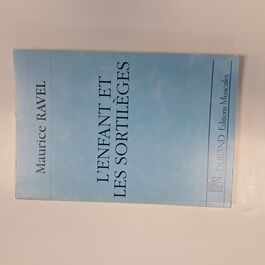 Maurice RAVEL
L'ENFANT ET
LES SORTILÈGES
DURAND Editions Musicales